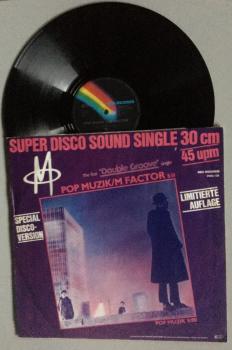 SUPER DISCO SOUND SINGLE 30 cm
45 upm
M
The first "Double Groove" single
POP MUZIK/M FACTOR
SPECIAL
DISCO-
VERSION
LIMITIERTE
AUFLAGE
POP MUZIK